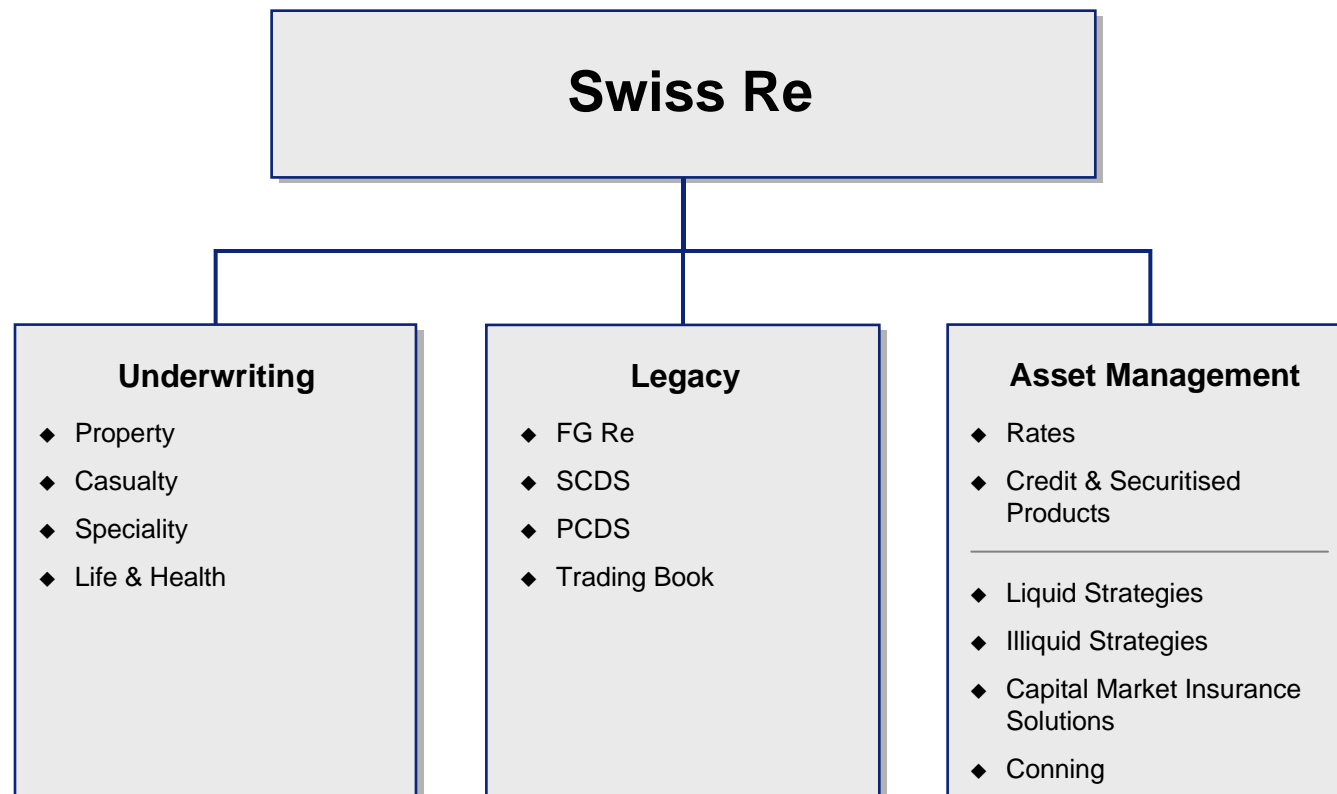 Swiss Re
Underwriting
◆ Property
◆ Casualty
◆ Speciality
◆ Life & Health
Legacy
◆ FG Re
◆ SCDS
◆ PCDS
◆ Trading Book
Asset Management
◆ Rates
◆ Credit & Securitised
Products
◆ Liquid Strategies
◆ Illiquid Strategies
◆ Capital Market Insurance
Solutions
◆ Conning